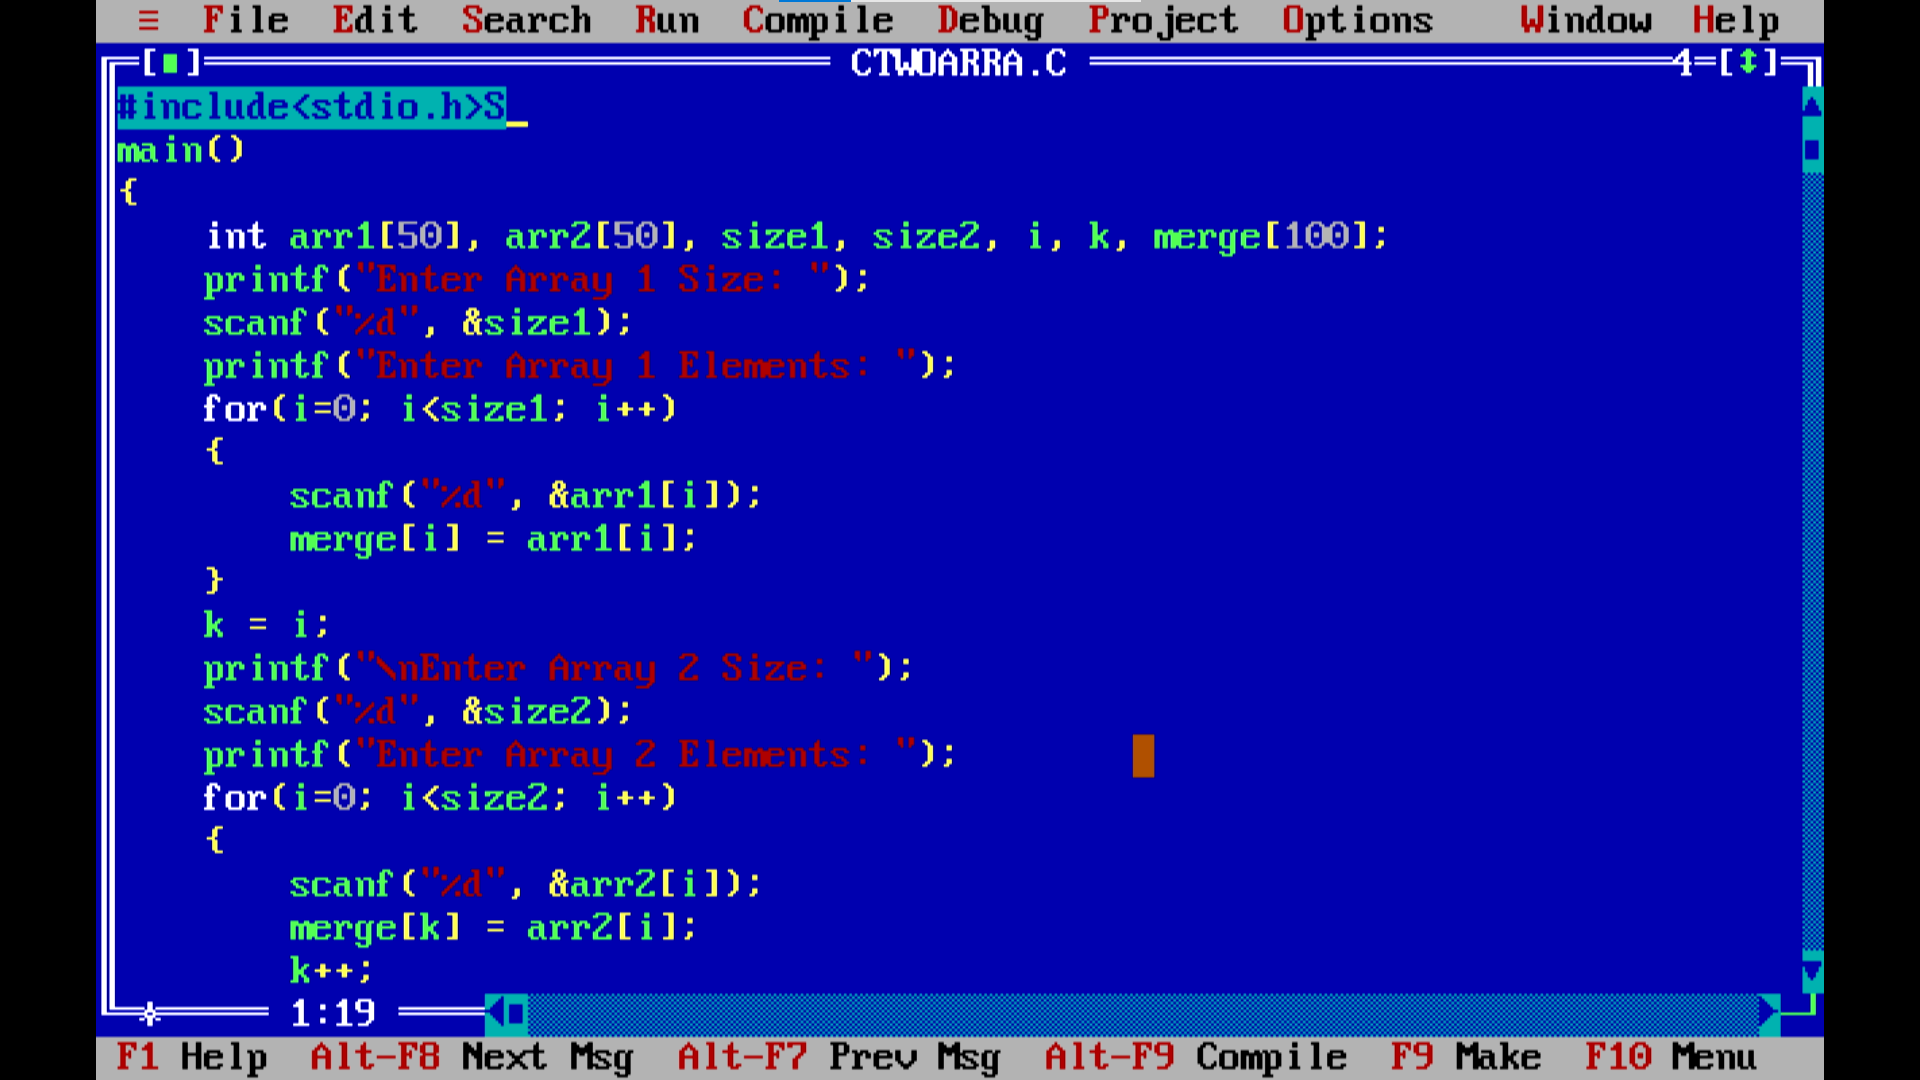 ≡ File Edit Search Run Compile Debug Project Options Window Help
[■] CTWOARRA.C 4=[↕]
#include<stdio.h>S_
main()
{
    int arr1[50], arr2[50], size1, size2, i, k, merge[100];
    printf("Enter Array 1 Size: ");
    scanf("%d", &size1);
    printf("Enter Array 1 Elements: ");
    for(i=0; i<size1; i++)
    {
        scanf("%d", &arr1[i]);
        merge[i] = arr1[i];
    }
    k = i;
    printf("\nEnter Array 2 Size: ");
    scanf("%d", &size2);
    printf("Enter Array 2 Elements: ");
    for(i=0; i<size2; i++)
    {
        scanf("%d", &arr2[i]);
        merge[k] = arr2[i];
        k++;
1:19
F1 Help Alt-F8 Next Msg Alt-F7 Prev Msg Alt-F9 Compile F9 Make F10 Menu